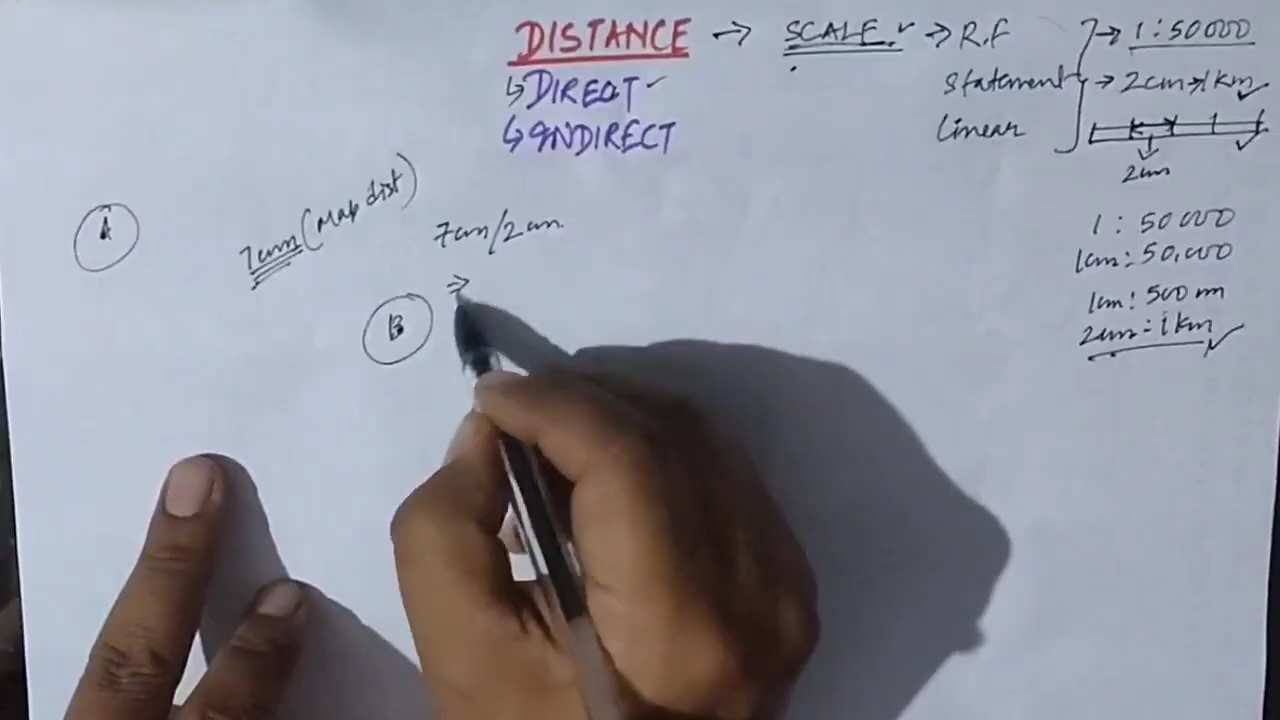 DISTANCE → SCALE. ✓ → R.F → 1:50000
↳ DIRECT ✓
Statement → 2cm → 1km ✓
↳ INDIRECT
Linear
2cm
A
7cm (Map dist)
7cm/2cm.
⇒
B
1 : 50000
1cm = 50,000
1cm : 500 m
2cm = 1km ✓